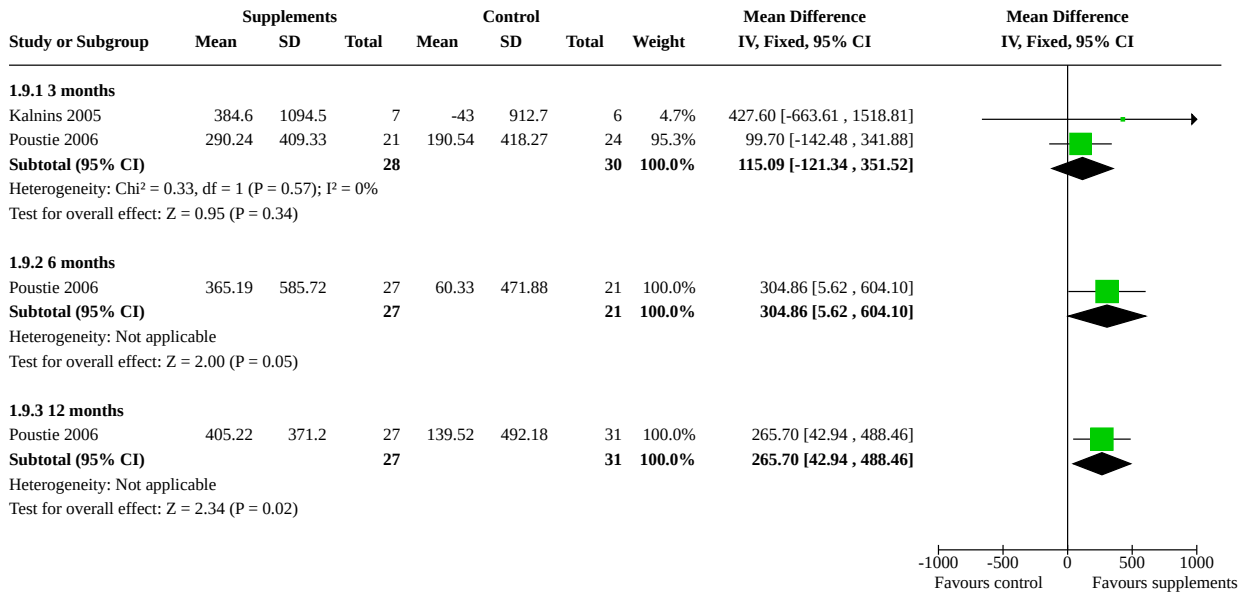 Supplements Control Mean Difference Mean Difference
Study or Subgroup Mean SD Total Mean SD Total Weight IV, Fixed, 95% CI IV, Fixed, 95% CI
1.9.1 3 months
Kalnins 2005 384.6 1094.5 7 -43 912.7 6 4.7% 427.60 [-663.61 , 1518.81]
Poustie 2006 290.24 409.33 21 190.54 418.27 24 95.3% 99.70 [-142.48 , 341.88]
Subtotal (95% CI) 28 30 100.0% 115.09 [-121.34 , 351.52]
Heterogeneity: Chi² = 0.33, df = 1 (P = 0.57); I² = 0%
Test for overall effect: Z = 0.95 (P = 0.34)
1.9.2 6 months
Poustie 2006 365.19 585.72 27 60.33 471.88 21 100.0% 304.86 [5.62 , 604.10]
Subtotal (95% CI) 27 21 100.0% 304.86 [5.62 , 604.10]
Heterogeneity: Not applicable
Test for overall effect: Z = 2.00 (P = 0.05)
1.9.3 12 months
Poustie 2006 405.22 371.2 27 139.52 492.18 31 100.0% 265.70 [42.94 , 488.46]
Subtotal (95% CI) 27 31 100.0% 265.70 [42.94 , 488.46]
Heterogeneity: Not applicable
Test for overall effect: Z = 2.34 (P = 0.02)
-1000 -500 0 500 1000
Favours control Favours supplements